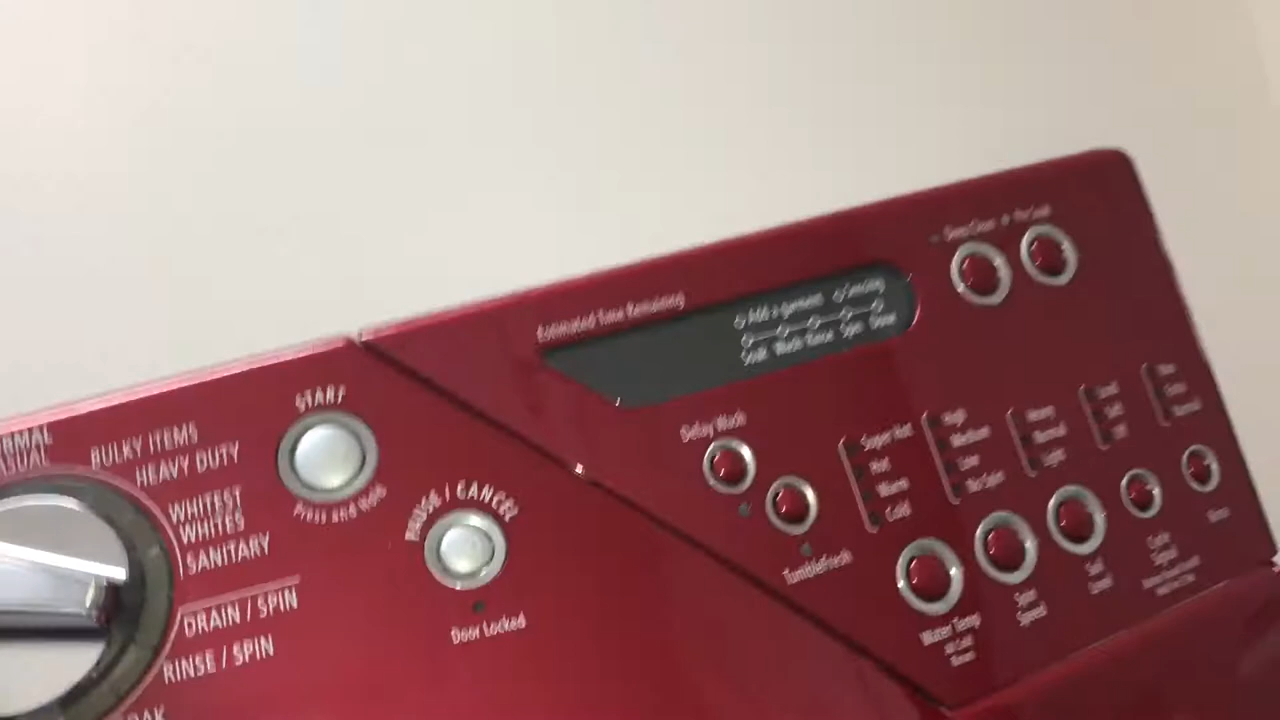 BULKY ITEMS
HEAVY DUTY
WHITEST
WHITES
SANITARY
DRAIN / SPIN
RINSE / SPIN
START
Press and Hold
PAUSE / CANCEL
Door Locked
Estimated Time Remaining
Add a garment Sensing
Soak Wash Rinse Spin Done
Delay Wash
TumbleFresh
Super Hot
Hot
Warm
Cold
High
Medium
Low
No Spin
Heavy
Normal
Light
Water Temp
Spin
Speed
Soil
Level